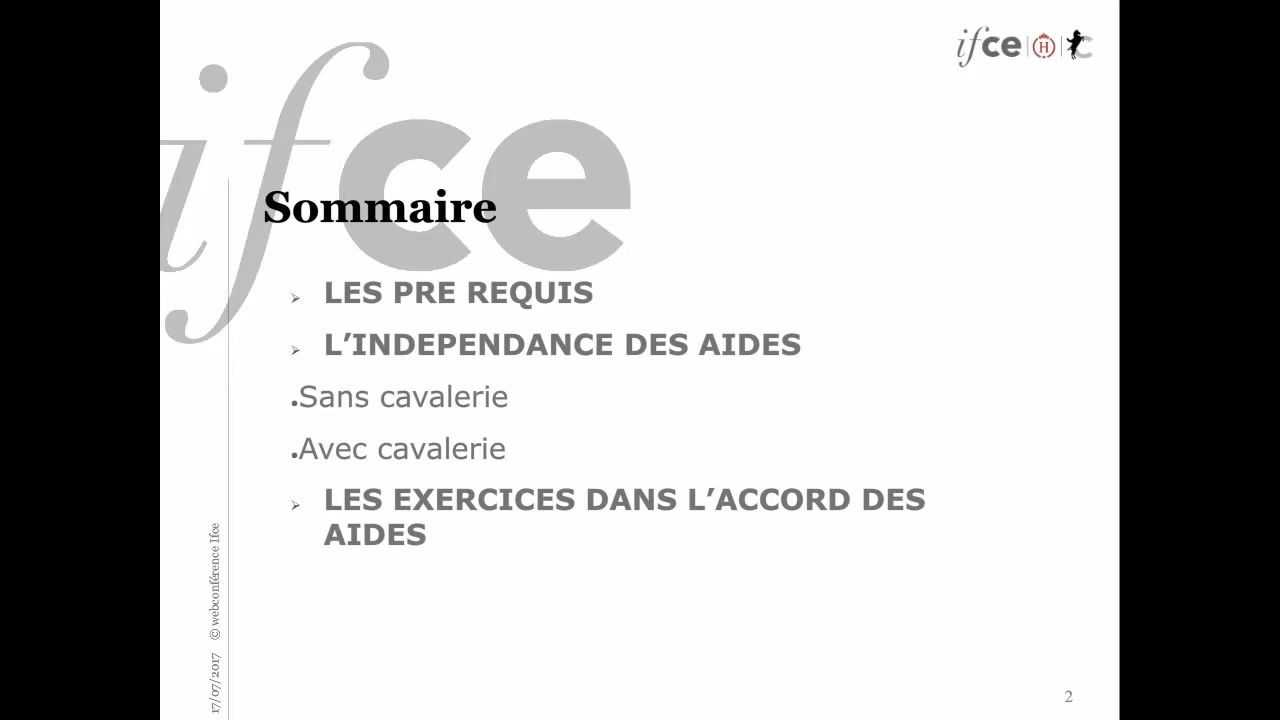 ifce
H
ifce
Sommaire
LES PRE REQUIS
L’INDEPENDANCE DES AIDES
Sans cavalerie
Avec cavalerie
LES EXERCICES DANS L’ACCORD DES
AIDES
17/07/2017 © webconférence Ifce
2